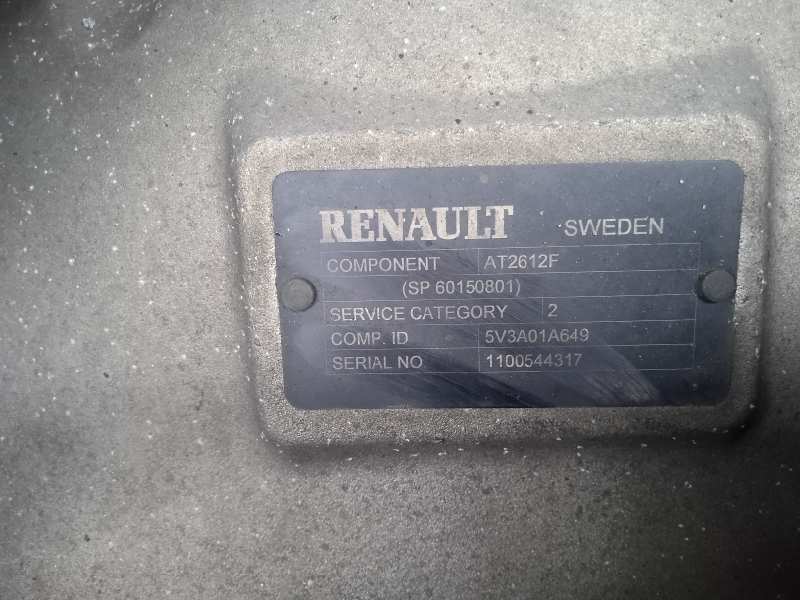 RENAULT SWEDEN
COMPONENT AT2612F
(SP 60150801)
SERVICE CATEGORY 2
COMP. ID 5V3A01A649
SERIAL NO 1100544317